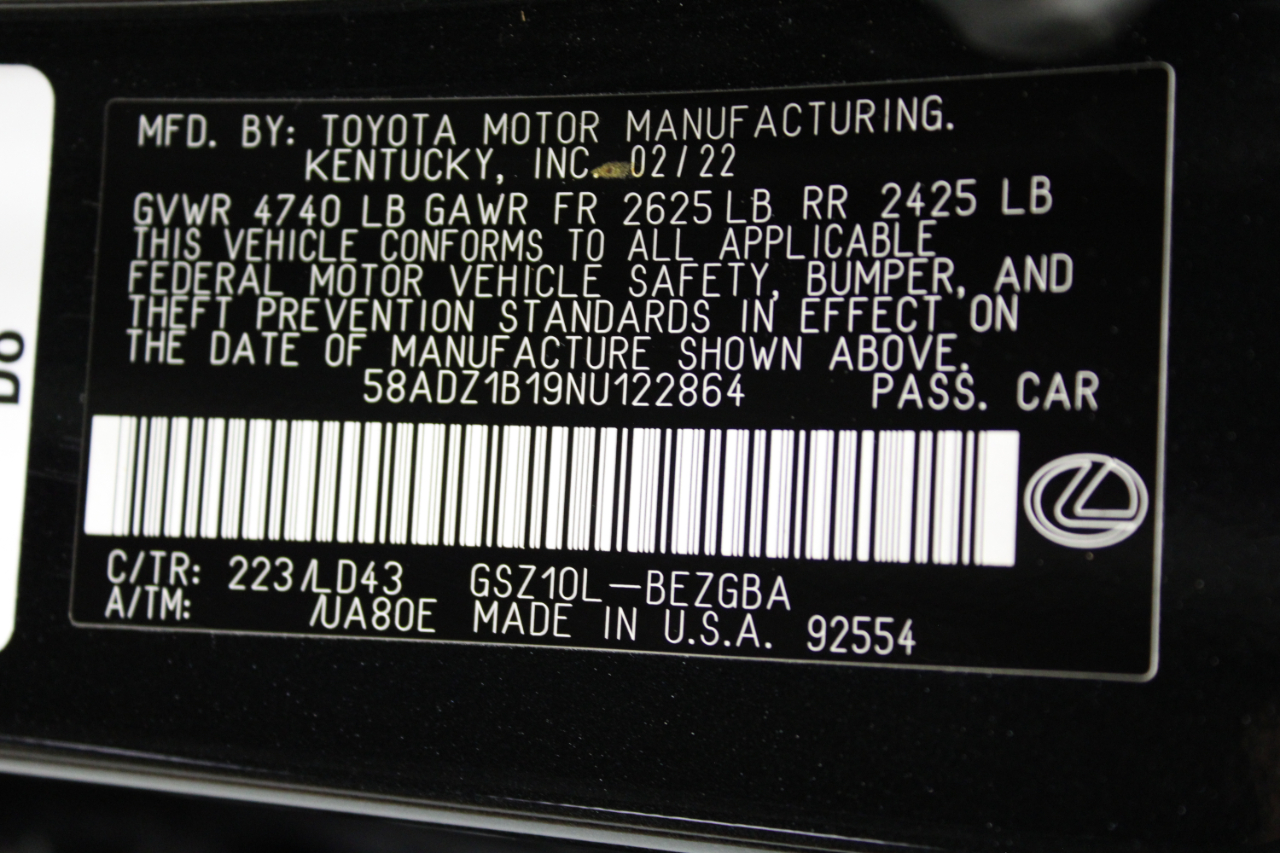 MFD. BY: TOYOTA MOTOR MANUFACTURING.
KENTUCKY, INC. 02/22
GVWR 4740 LB GAWR FR 2625 LB RR 2425 LB
THIS VEHICLE CONFORMS TO ALL APPLICABLE
FEDERAL MOTOR VEHICLE SAFETY, BUMPER, AND
THEFT PREVENTION STANDARDS IN EFFECT ON
THE DATE OF MANUFACTURE SHOWN ABOVE.
58ADZ1B19NU122864 PASS. CAR
C/TR: 223/LD43 GSZ10L-BEZGBA
A/TM: /UA80E MADE IN U.S.A. 92554